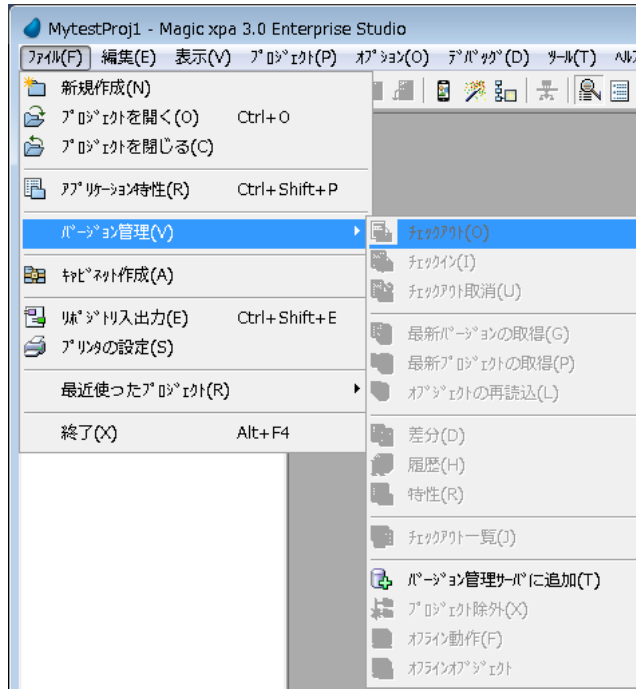 MytestProj1 - Magic xpa 3.0 Enterprise Studio
ﾌｧｲﾙ(F) 編集(E) 表示(V) ﾌﾟﾛｼﾞｪｸﾄ(P) ｵﾌﾟｼｮﾝ(O) ﾃﾞﾊﾞｯｸﾞ(D) ﾂｰﾙ(T)
新規作成(N)
ﾌﾟﾛｼﾞｪｸﾄを開く(O) Ctrl+O
ﾌﾟﾛｼﾞｪｸﾄを閉じる(C)
ｱﾌﾟﾘｹｰｼｮﾝ特性(R) Ctrl+Shift+P
ﾊﾞｰｼﾞｮﾝ管理(V)
ｷｬﾋﾞﾈｯﾄ作成(A)
ﾘﾎﾟｼﾞﾄﾘ入出力(E) Ctrl+Shift+E
ﾌﾟﾘﾝﾀの設定(S)
最近使ったﾌﾟﾛｼﾞｪｸﾄ(R)
終了(X) Alt+F4
ﾁｪｯｸｱｳﾄ(O)
ﾁｪｯｸｲﾝ(I)
ﾁｪｯｸｱｳﾄ取消(U)
最新ﾊﾞｰｼﾞｮﾝの取得(G)
最新ﾌﾟﾛｼﾞｪｸﾄの取得(P)
ｵﾌﾞｼﾞｪｸﾄの再読込(L)
差分(D)
履歴(H)
特性(R)
ﾁｪｯｸｱｳﾄ一覧(J)
ﾊﾞｰｼﾞｮﾝ管理ｻｰﾊﾞに追加(T)
ﾌﾟﾛｼﾞｪｸﾄ除外(X)
ｵﾌﾗｲﾝ動作(F)
ｵﾌﾗｲﾝｵﾌﾞｼﾞｪｸﾄ